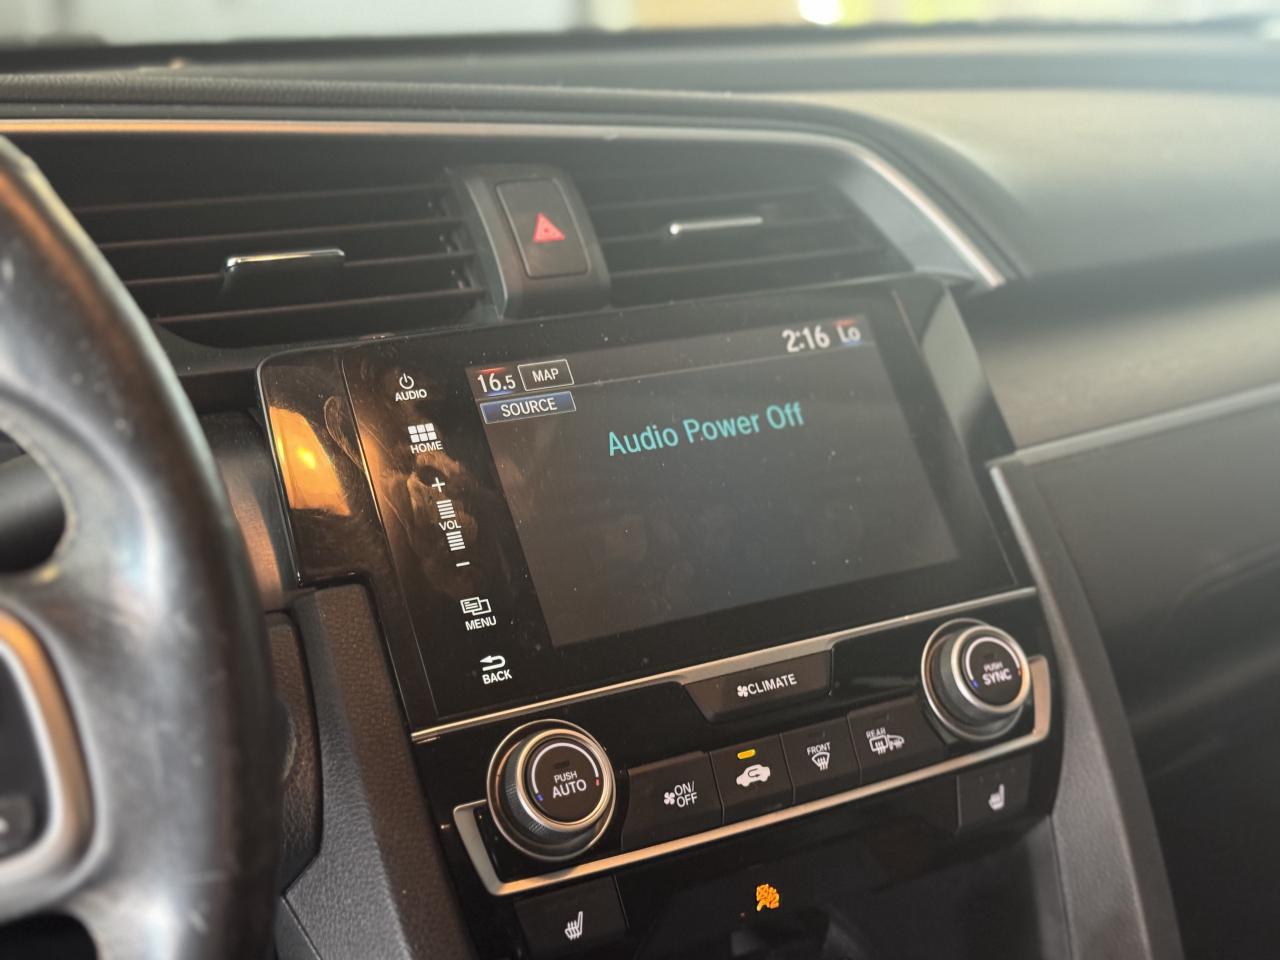 2:16 Lo
AUDIO
16.5 MAP
SOURCE
Audio Power Off
HOME
+
VOL
−
MENU
BACK
CLIMATE
PUSH
SYNC
PUSH
AUTO
ON/
OFF
FRONT
REAR